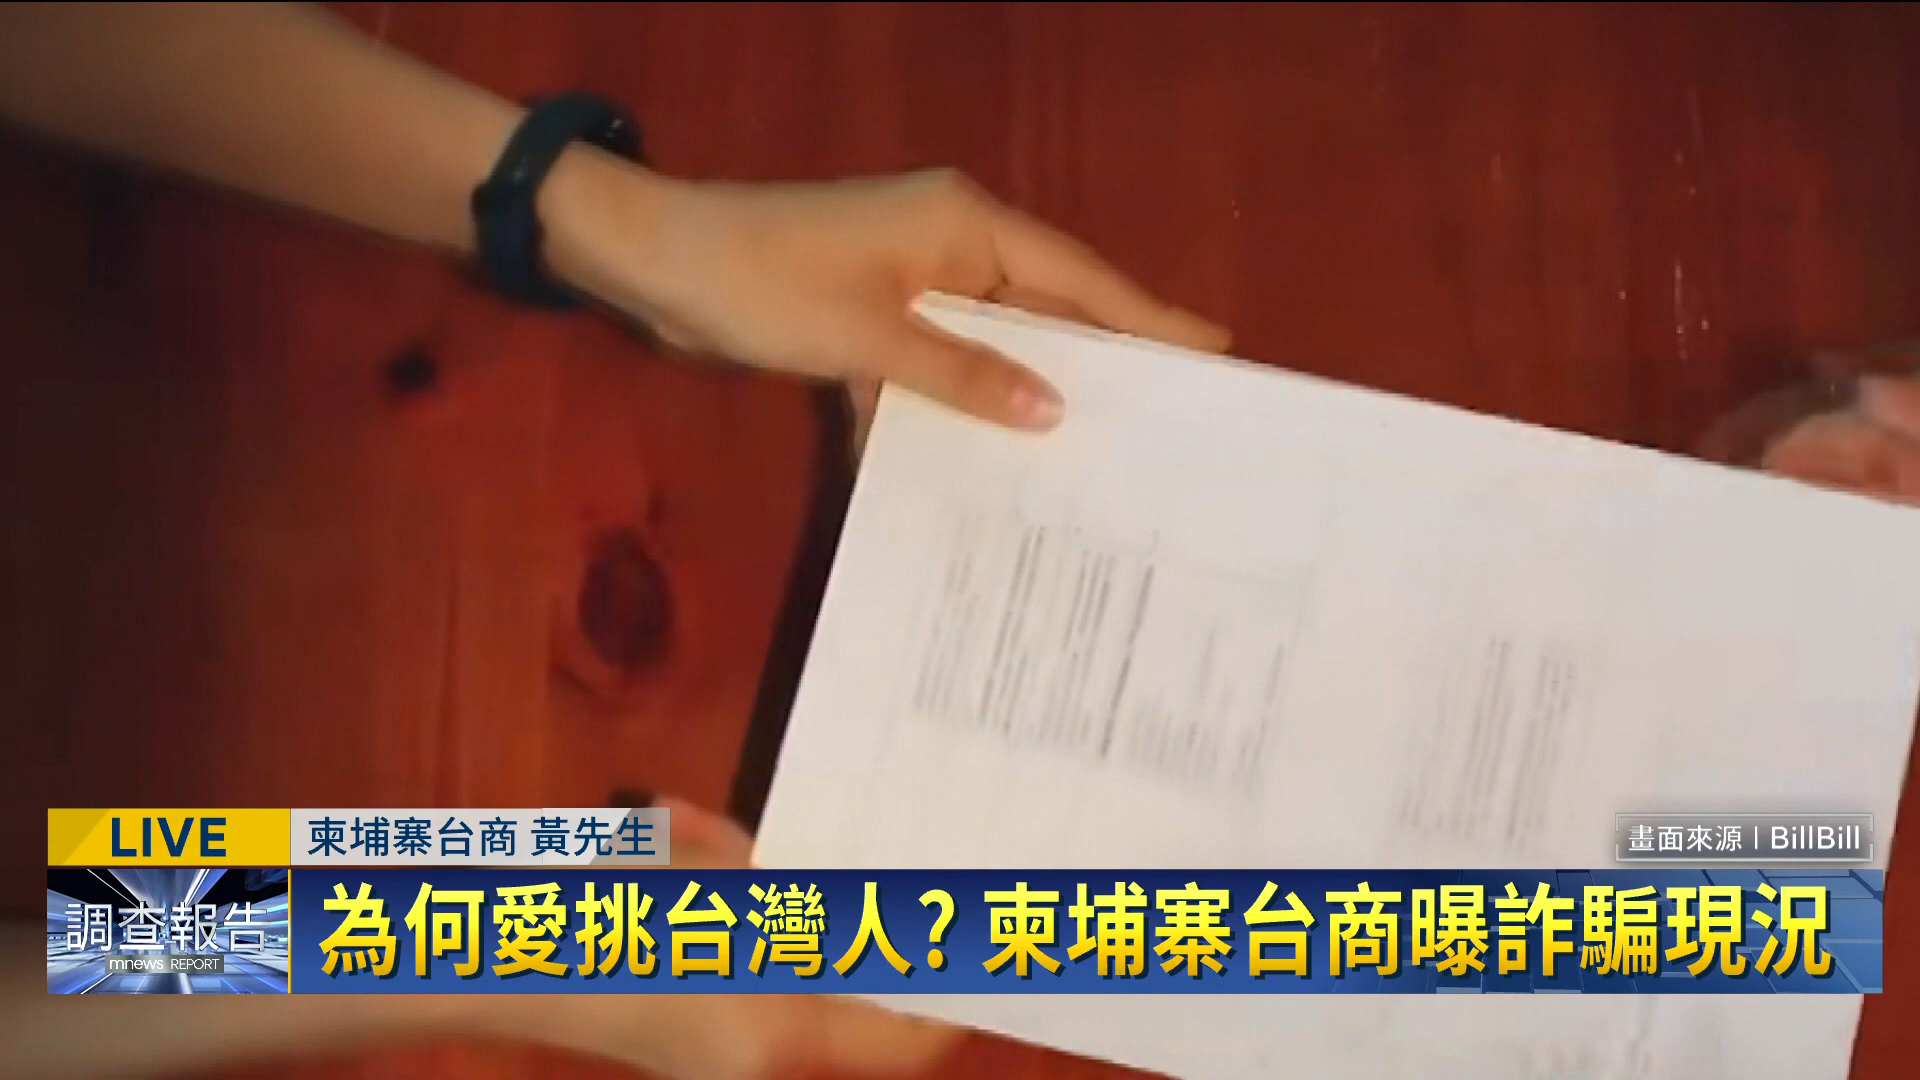 LIVE
柬埔寨台商 黃先生
畫面來源 | BillBill
調查報告
mnews REPORT
為何愛挑台灣人? 柬埔寨台商曝詐騙現況